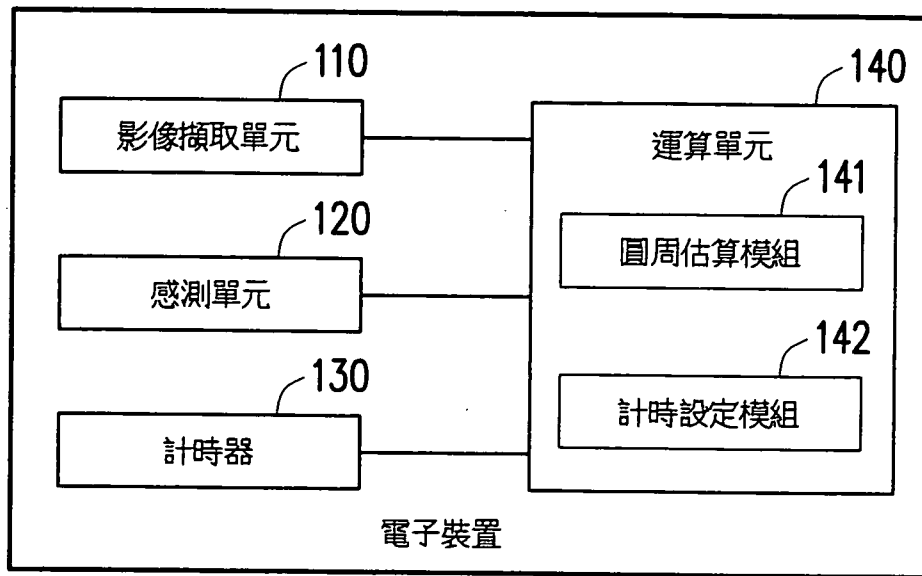 110
影像擷取單元
120
感測單元
130
計時器
140
運算單元
141
圓周估算模組
142
計時設定模組
電子裝置